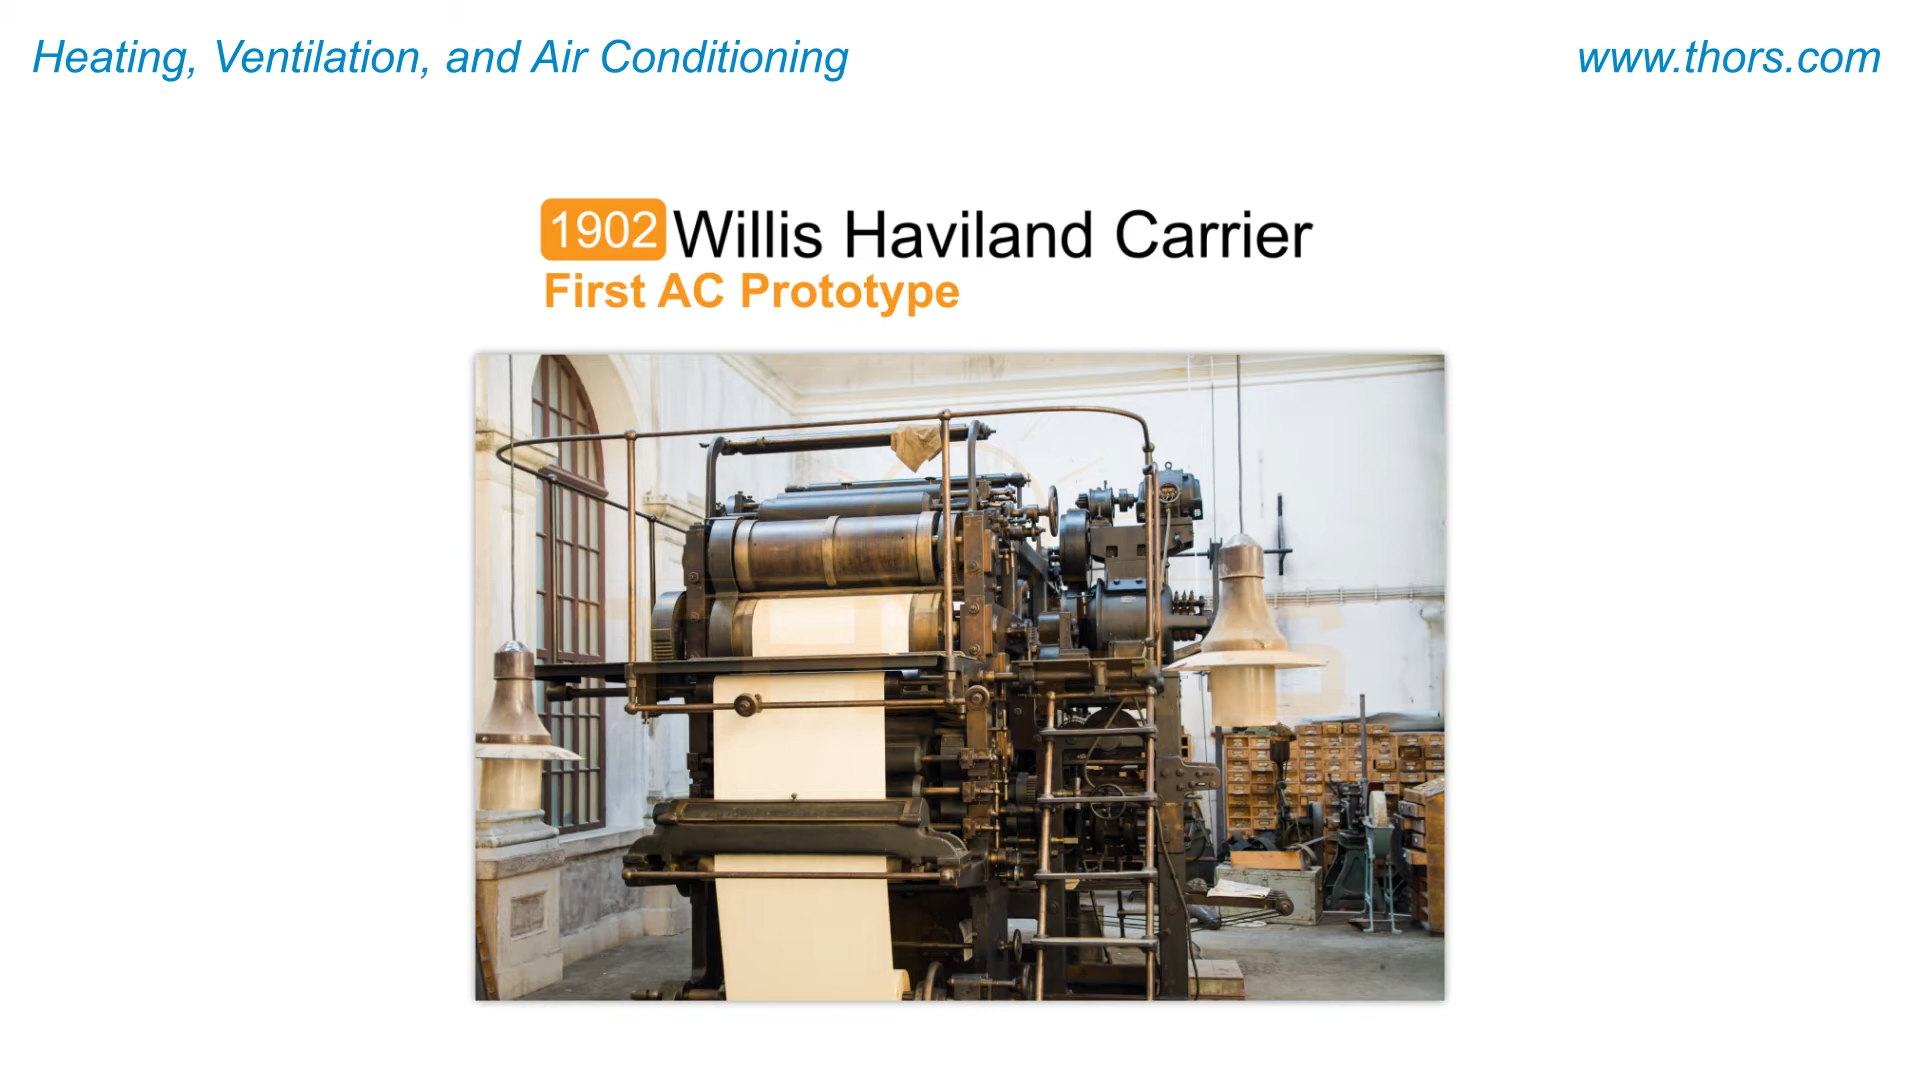 Heating, Ventilation, and Air Conditioning
www.thors.com
1902 Willis Haviland Carrier
First AC Prototype